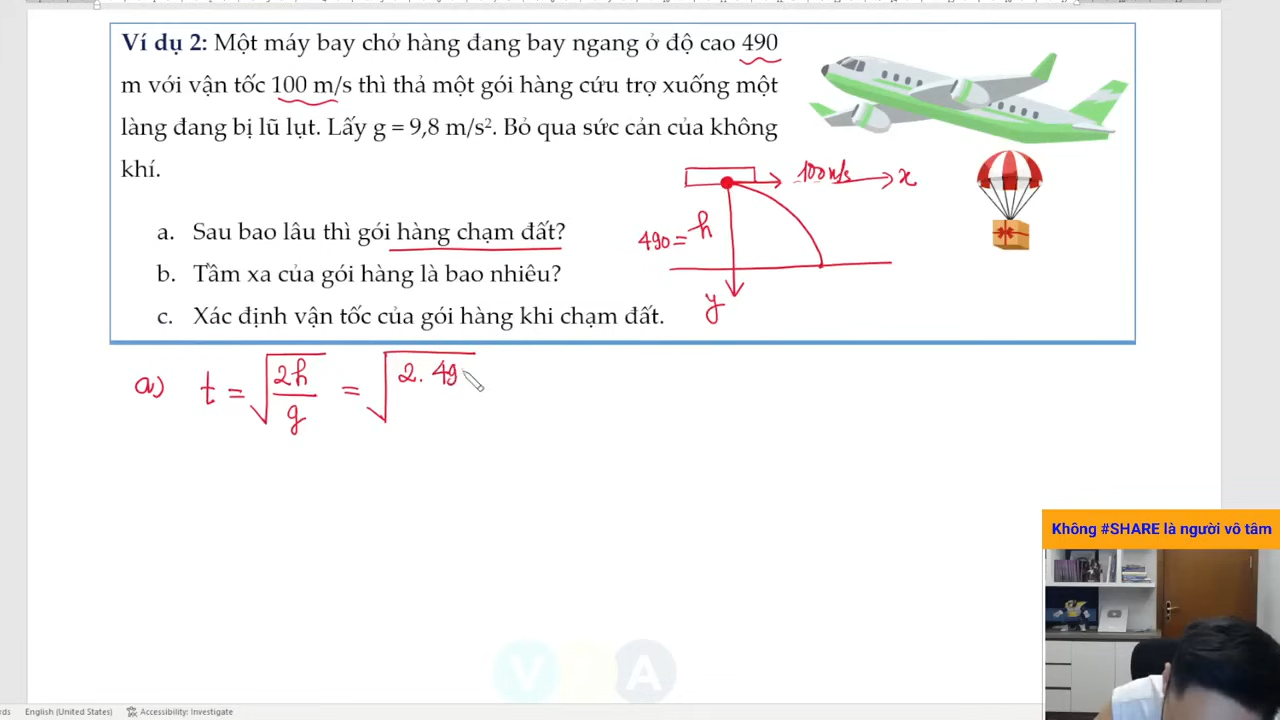 Ví dụ 2: Một máy bay chở hàng đang bay ngang ở độ cao 490
m với vận tốc 100 m/s thì thả một gói hàng cứu trợ xuống một
làng đang bị lũ lụt. Lấy g = 9,8 m/s². Bỏ qua sức cản của không
khí.
100m/s x
490 = h
y
a. Sau bao lâu thì gói hàng chạm đất?
b. Tầm xa của gói hàng là bao nhiêu?
c. Xác định vận tốc của gói hàng khi chạm đất.
a) t = √(2h/g) = √(2. 49
Không #SHARE là người vô tâm
V A
English (United States) Accessibility: Investigate